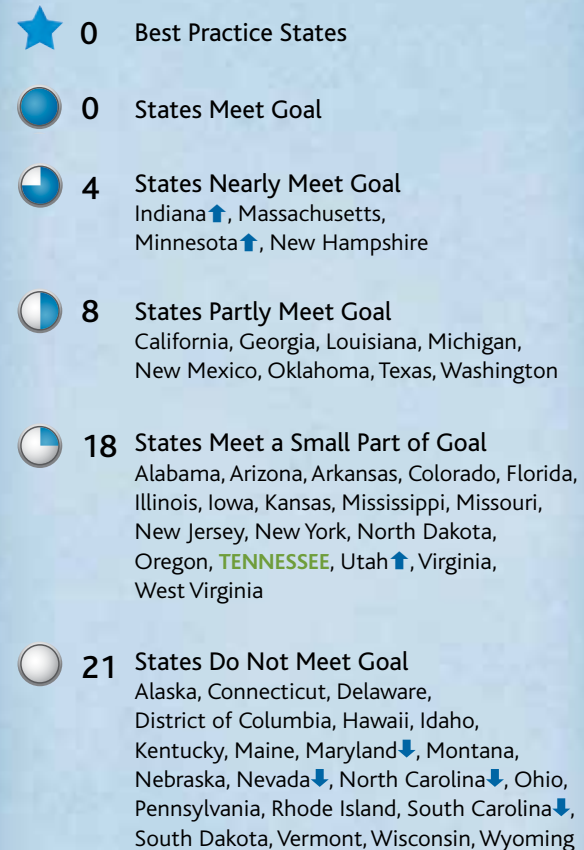 0 Best Practice States
0 States Meet Goal
4 States Nearly Meet Goal
Indiana⬆, Massachusetts,
Minnesota⬆, New Hampshire
8 States Partly Meet Goal
California, Georgia, Louisiana, Michigan,
New Mexico, Oklahoma, Texas, Washington
18 States Meet a Small Part of Goal
Alabama, Arizona, Arkansas, Colorado, Florida,
Illinois, Iowa, Kansas, Mississippi, Missouri,
New Jersey, New York, North Dakota,
Oregon, TENNESSEE, Utah⬆, Virginia,
West Virginia
21 States Do Not Meet Goal
Alaska, Connecticut, Delaware,
District of Columbia, Hawaii, Idaho,
Kentucky, Maine, Maryland⬇, Montana,
Nebraska, Nevada⬇, North Carolina⬇, Ohio,
Pennsylvania, Rhode Island, South Carolina⬇,
South Dakota, Vermont, Wisconsin, Wyoming